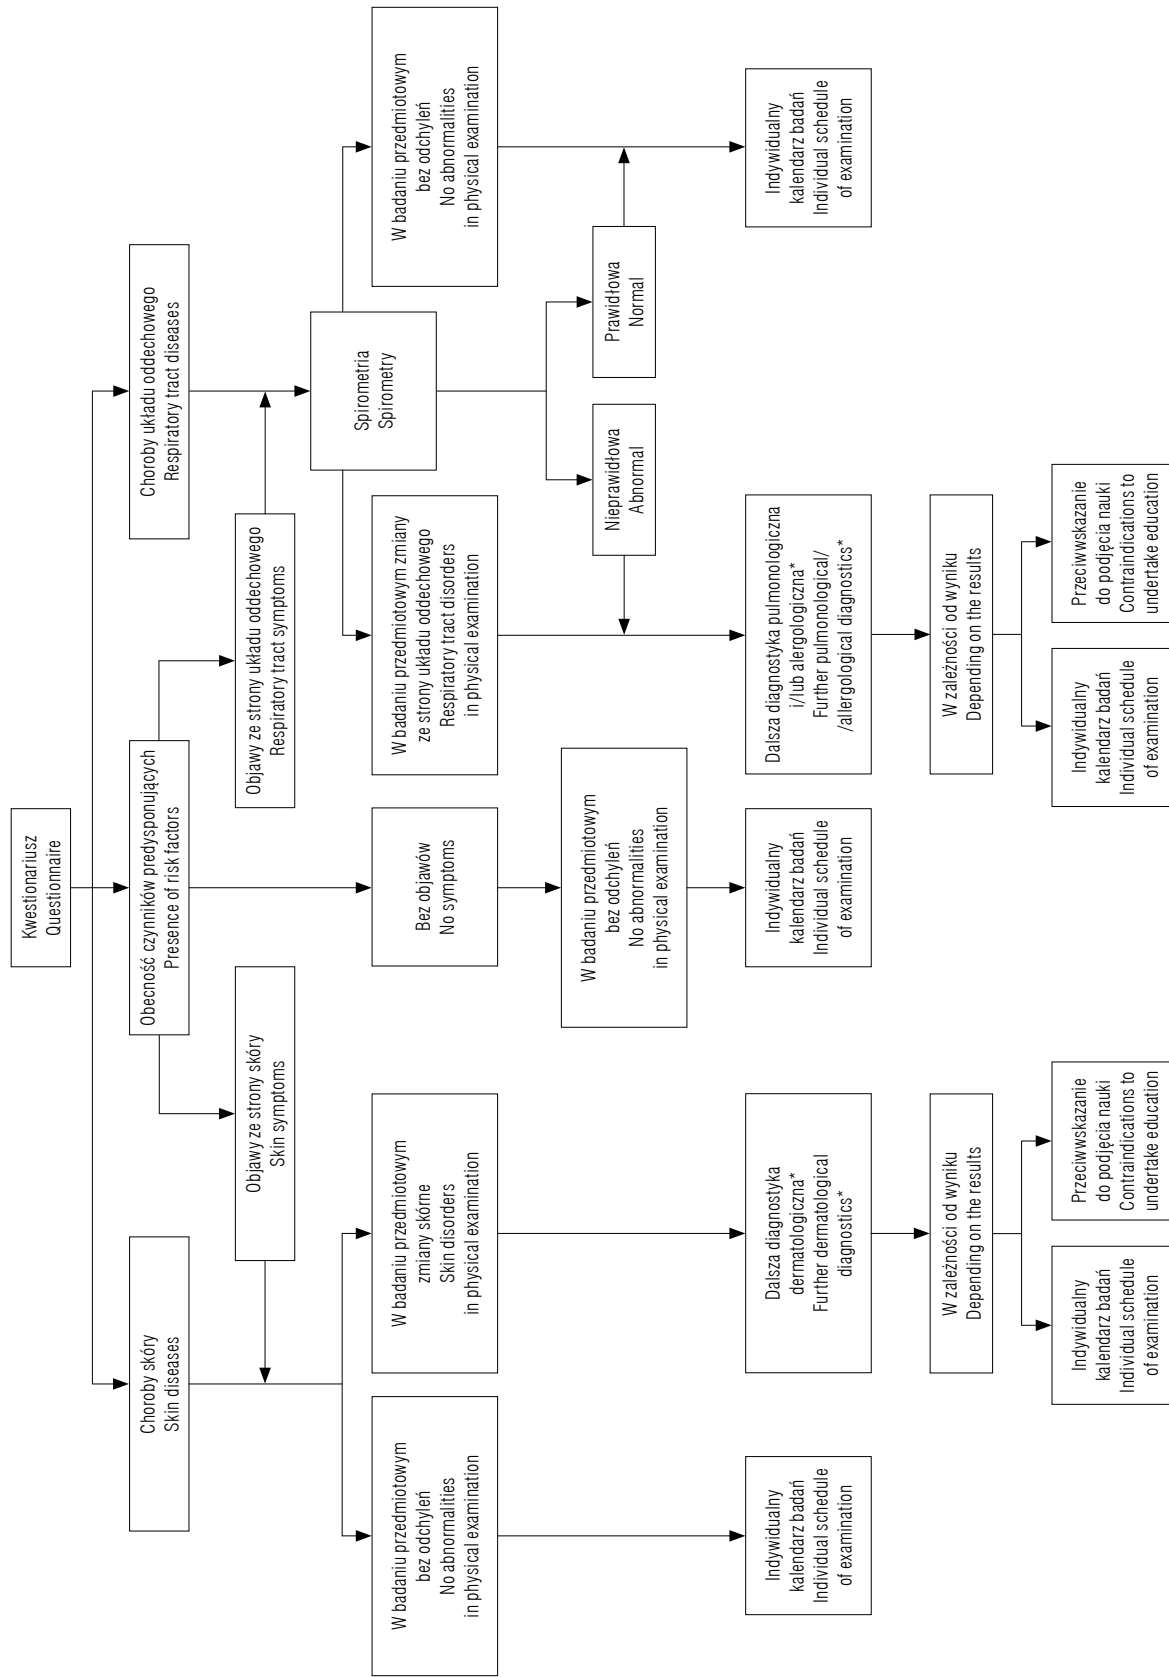 Kwestionariusz
Questionnaire
Choroby skóry
Skin diseases
Obecność czynników predysponujących
Presence of risk factors
Choroby układu oddechowego
Respiratory tract diseases
Objawy ze strony skóry
Skin symptoms
Objawy ze strony układu oddechowego
Respiratory tract symptoms
Spirometria
Spirometry
W badaniu przedmiotowym
bez odchyleń
No abnormalities
in physical examination
W badaniu przedmiotowym
zmiany skórne
Skin disorders
in physical examination
Bez objawów
No symptoms
W badaniu przedmiotowym zmiany
ze strony układu oddechowego
Respiratory tract disorders
in physical examination
W badaniu przedmiotowym
bez odchyleń
No abnormalities
in physical examination
W badaniu przedmiotowym
bez odchyleń
No abnormalities
in physical examination
Nieprawidłowa
Abnormal
Prawidłowa
Normal
Indywidualny
kalendarz badań
Individual schedule
of examination
Dalsza diagnostyka
dermatologiczna*
Further dermatological
diagnostics*
Indywidualny
kalendarz badań
Individual schedule
of examination
Dalsza diagnostyka pulmonologiczna
i/lub alergologiczna*
Further pulmonological/
/allergological diagnostics*
Indywidualny
kalendarz badań
Individual schedule
of examination
W zależności od wyniku
Depending on the results
W zależności od wyniku
Depending on the results
Indywidualny
kalendarz badań
Individual schedule
of examination
Przeciwwskazanie
do podjęcia nauki
Contraindications to
undertake education
Indywidualny
kalendarz badań
Individual schedule
of examination
Przeciwwskazanie
do podjęcia nauki
Contraindications to
undertake education